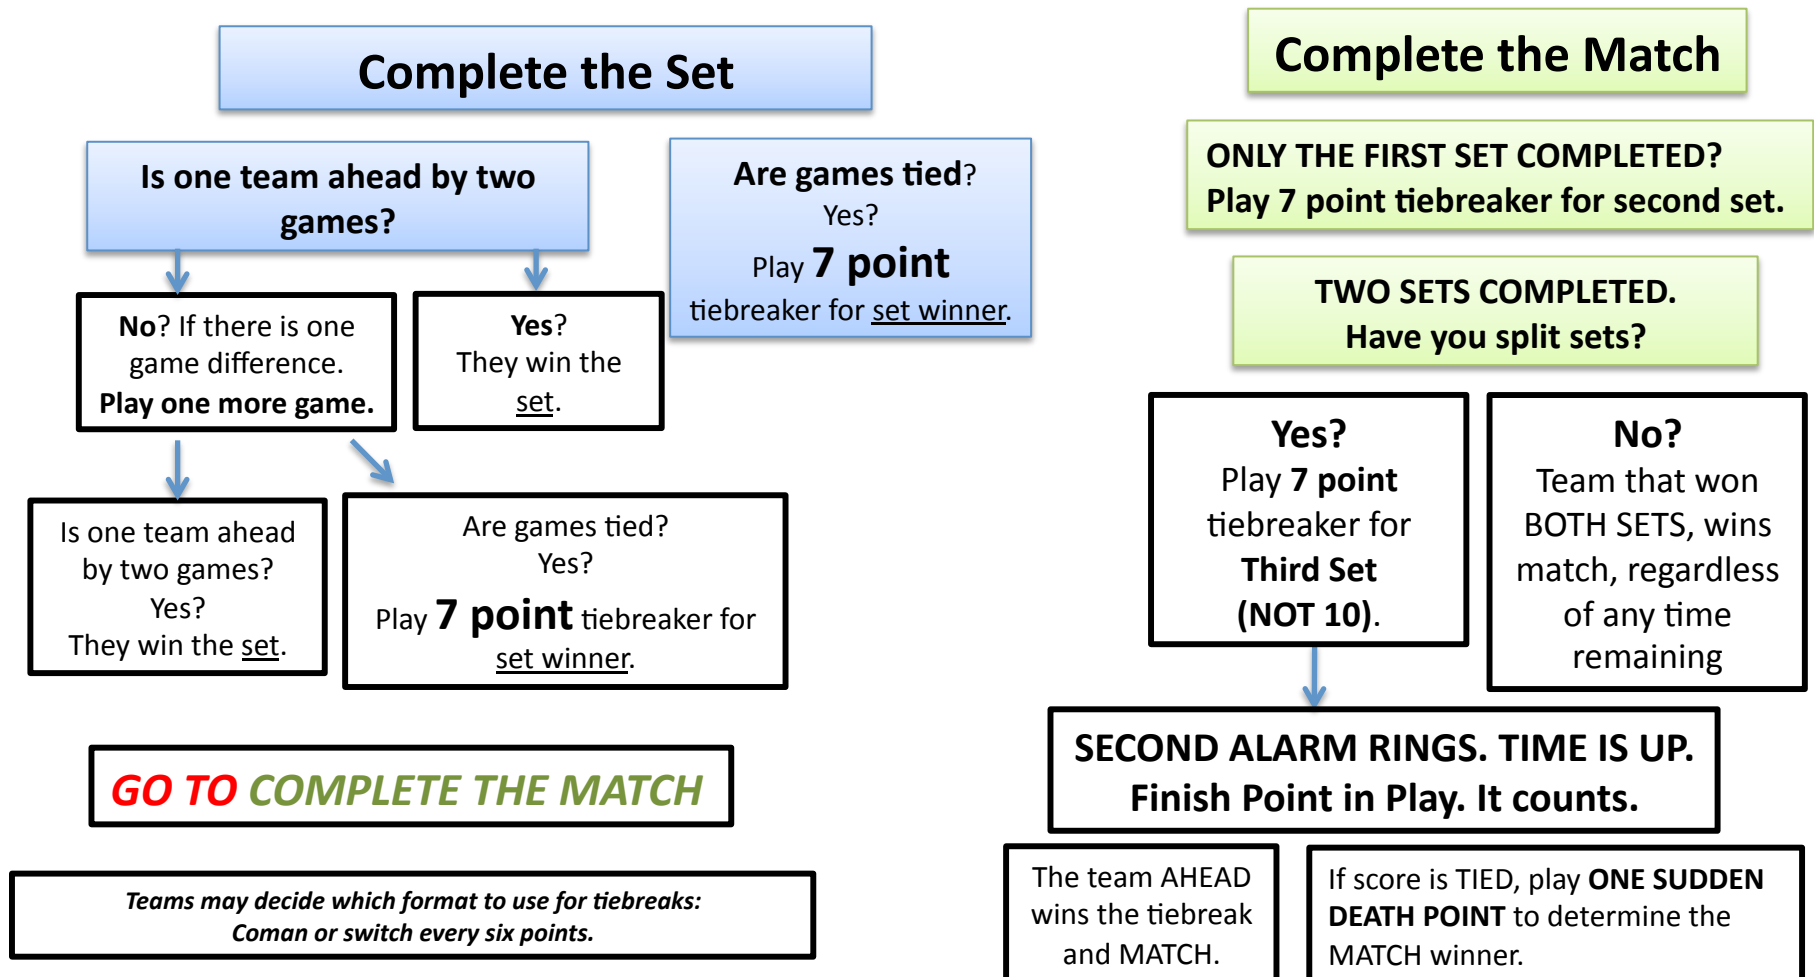 Complete the Set
Is one team ahead by two
games?
Are games tied?
Yes?
Play 7 point
tiebreaker for set winner.
No? If there is one
game difference.
Play one more game.
Yes?
They win the
set.
Is one team ahead
by two games?
Yes?
They win the set.
Are games tied?
Yes?
Play 7 point tiebreaker for
set winner.
GO TO COMPLETE THE MATCH
Teams may decide which format to use for tiebreaks:
Coman or switch every six points.
Complete the Match
ONLY THE FIRST SET COMPLETED?
Play 7 point tiebreaker for second set.
TWO SETS COMPLETED.
Have you split sets?
Yes?
Play 7 point
tiebreaker for
Third Set
(NOT 10).
No?
Team that won
BOTH SETS, wins
match, regardless
of any time
remaining
SECOND ALARM RINGS. TIME IS UP.
Finish Point in Play. It counts.
The team AHEAD
wins the tiebreak
and MATCH.
If score is TIED, play ONE SUDDEN
DEATH POINT to determine the
MATCH winner.